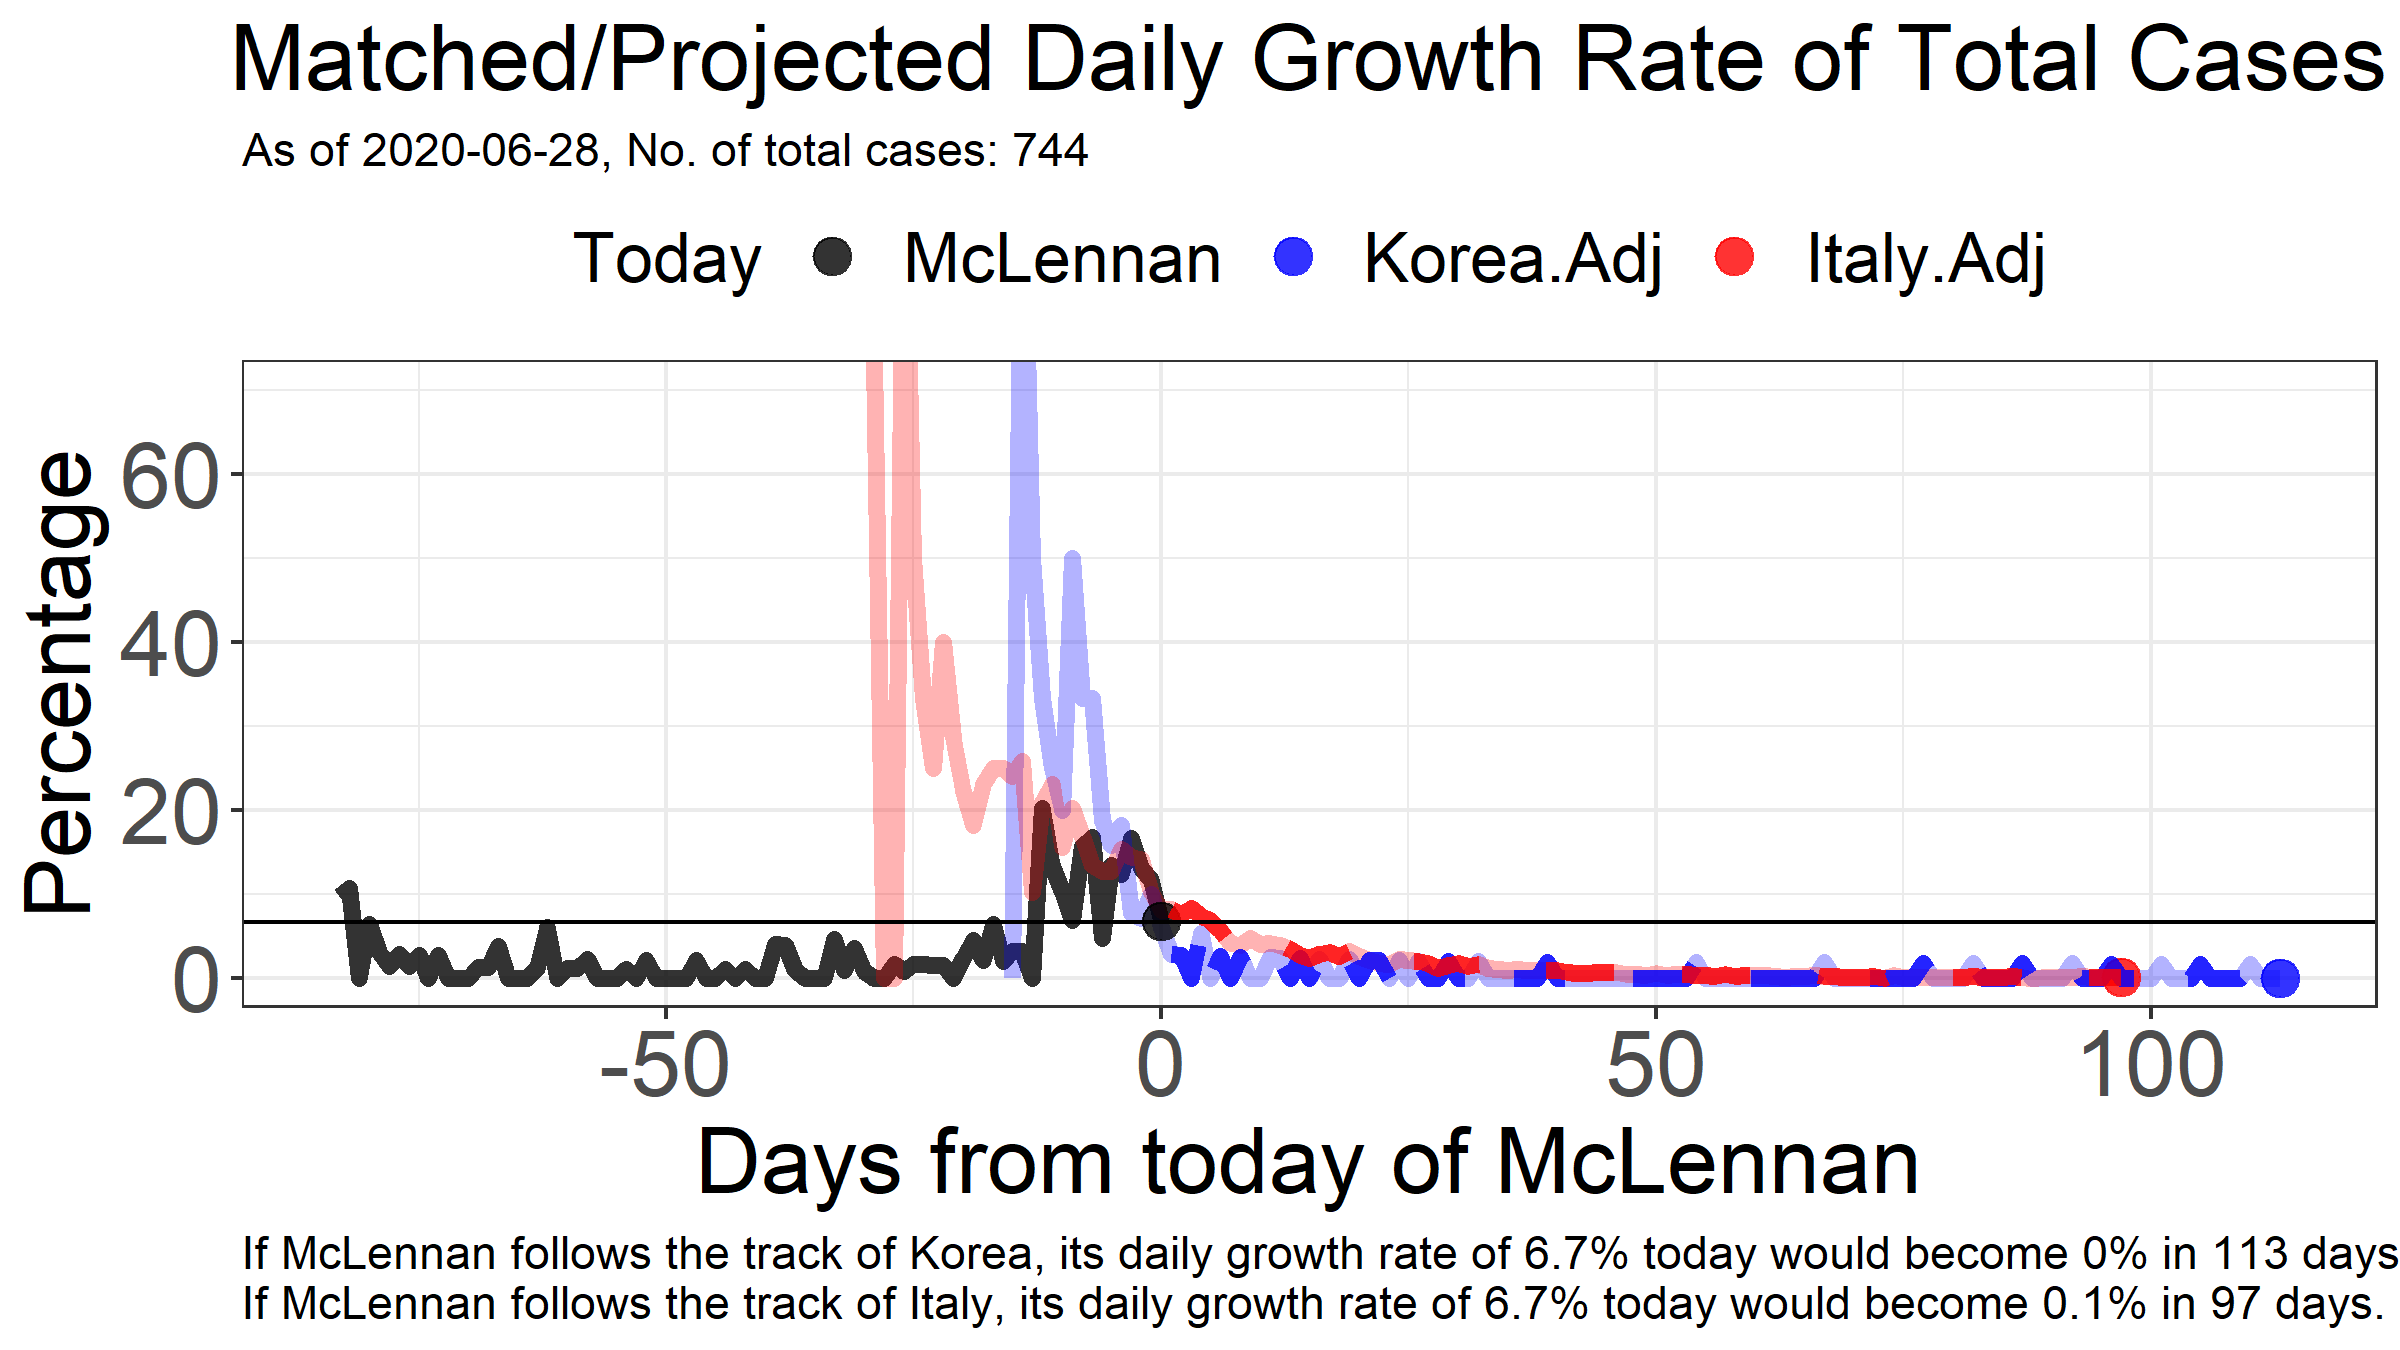 Matched/Projected Daily Growth Rate of Total Cases
As of 2020-06-28, No. of total cases: 744
Today McLennan Korea.Adj Italy.Adj
Percentage
60
40
20
0
-50 0 50 100
Days from today of McLennan
If McLennan follows the track of Korea, its daily growth rate of 6.7% today would become 0% in 113 days
If McLennan follows the track of Italy, its daily growth rate of 6.7% today would become 0.1% in 97 days.